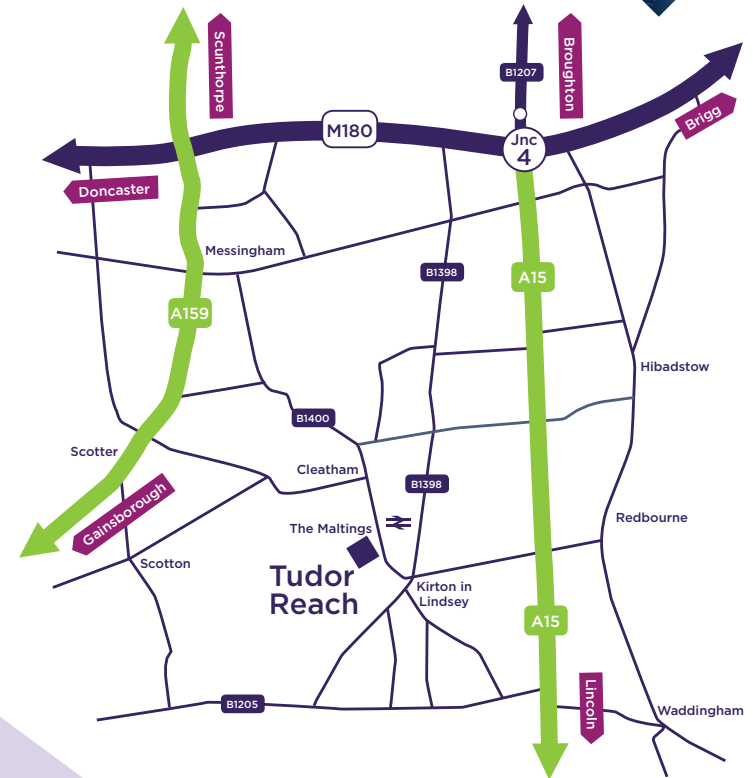 Scunthorpe
Broughton
B1207
Brigg
M180
Jnc
4
Doncaster
Messingham
B1398
A15
A159
Hibadstow
B1400
Scotter
Cleatham
B1398
Gainsborough
The Maltings
Redbourne
Scotton
Tudor
Reach
Kirton in
Lindsey
A15
Lincoln
B1205
Waddingham